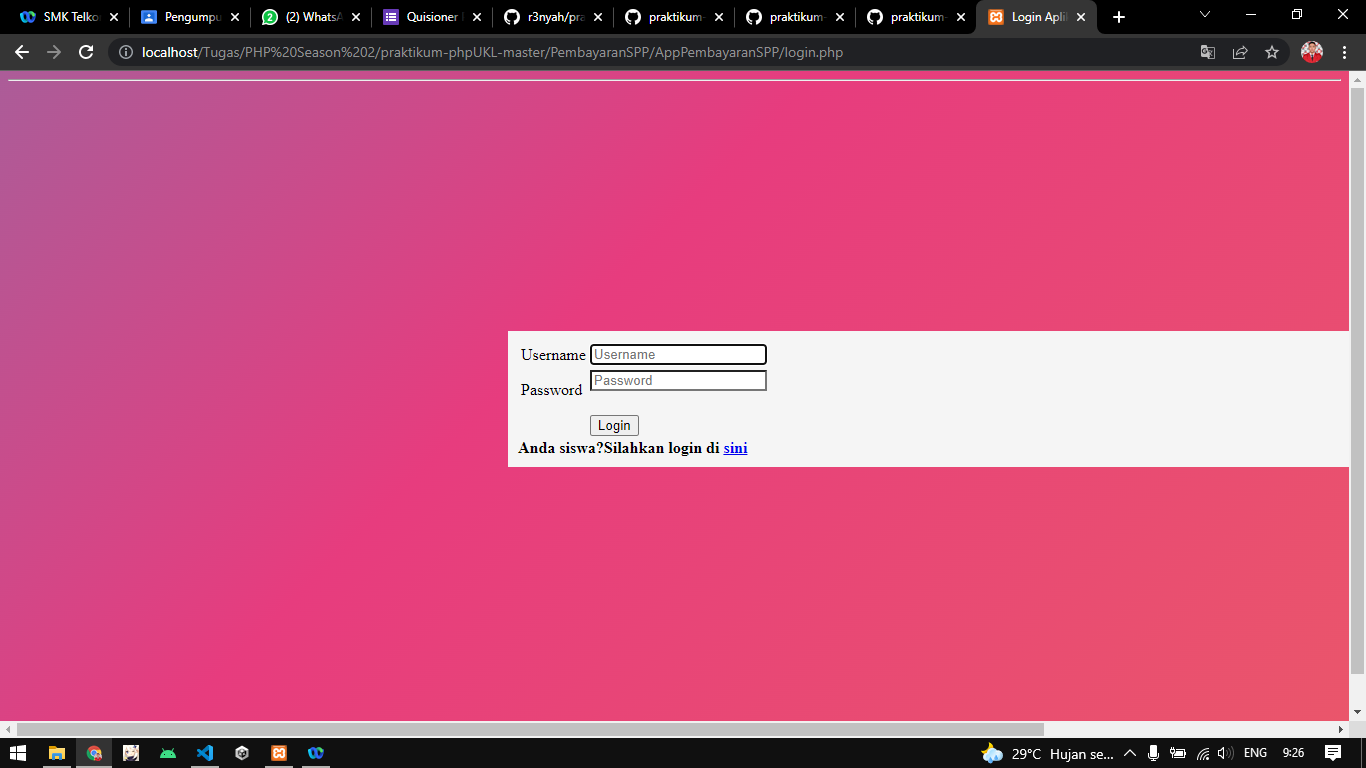 SMK Telko
Pengumpu
(2) WhatsA
Quisioner
r3nyah/pra
praktikum-
praktikum-
praktikum-
Login Apli
localhost/Tugas/PHP%20Season%202/praktikum-phpUKL-master/PembayaranSPP/AppPembayaranSPP/login.php
Username Username
Password Password
Login
Anda siswa?Silahkan login di sini
29°C Hujan se... ENG 9:26